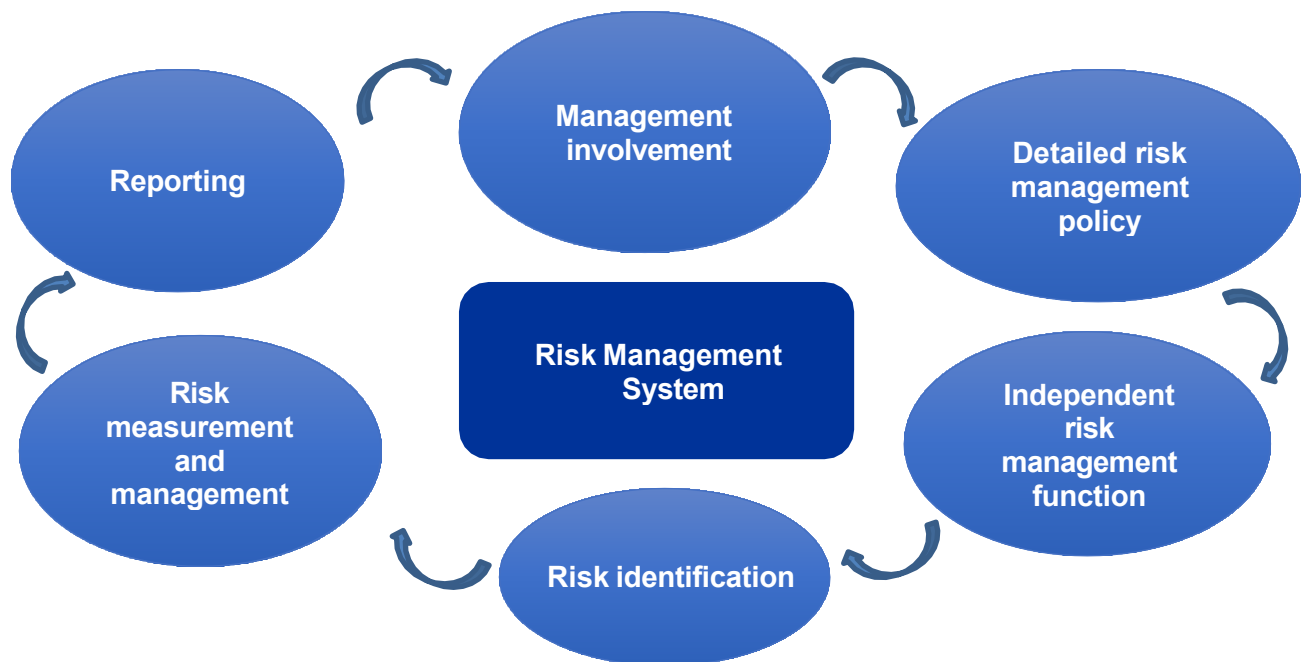 Management
involvement
Detailed risk
management
policy
Reporting
Risk Management
System
Independent
risk
management
function
Risk
measurement
and
management
Risk identification